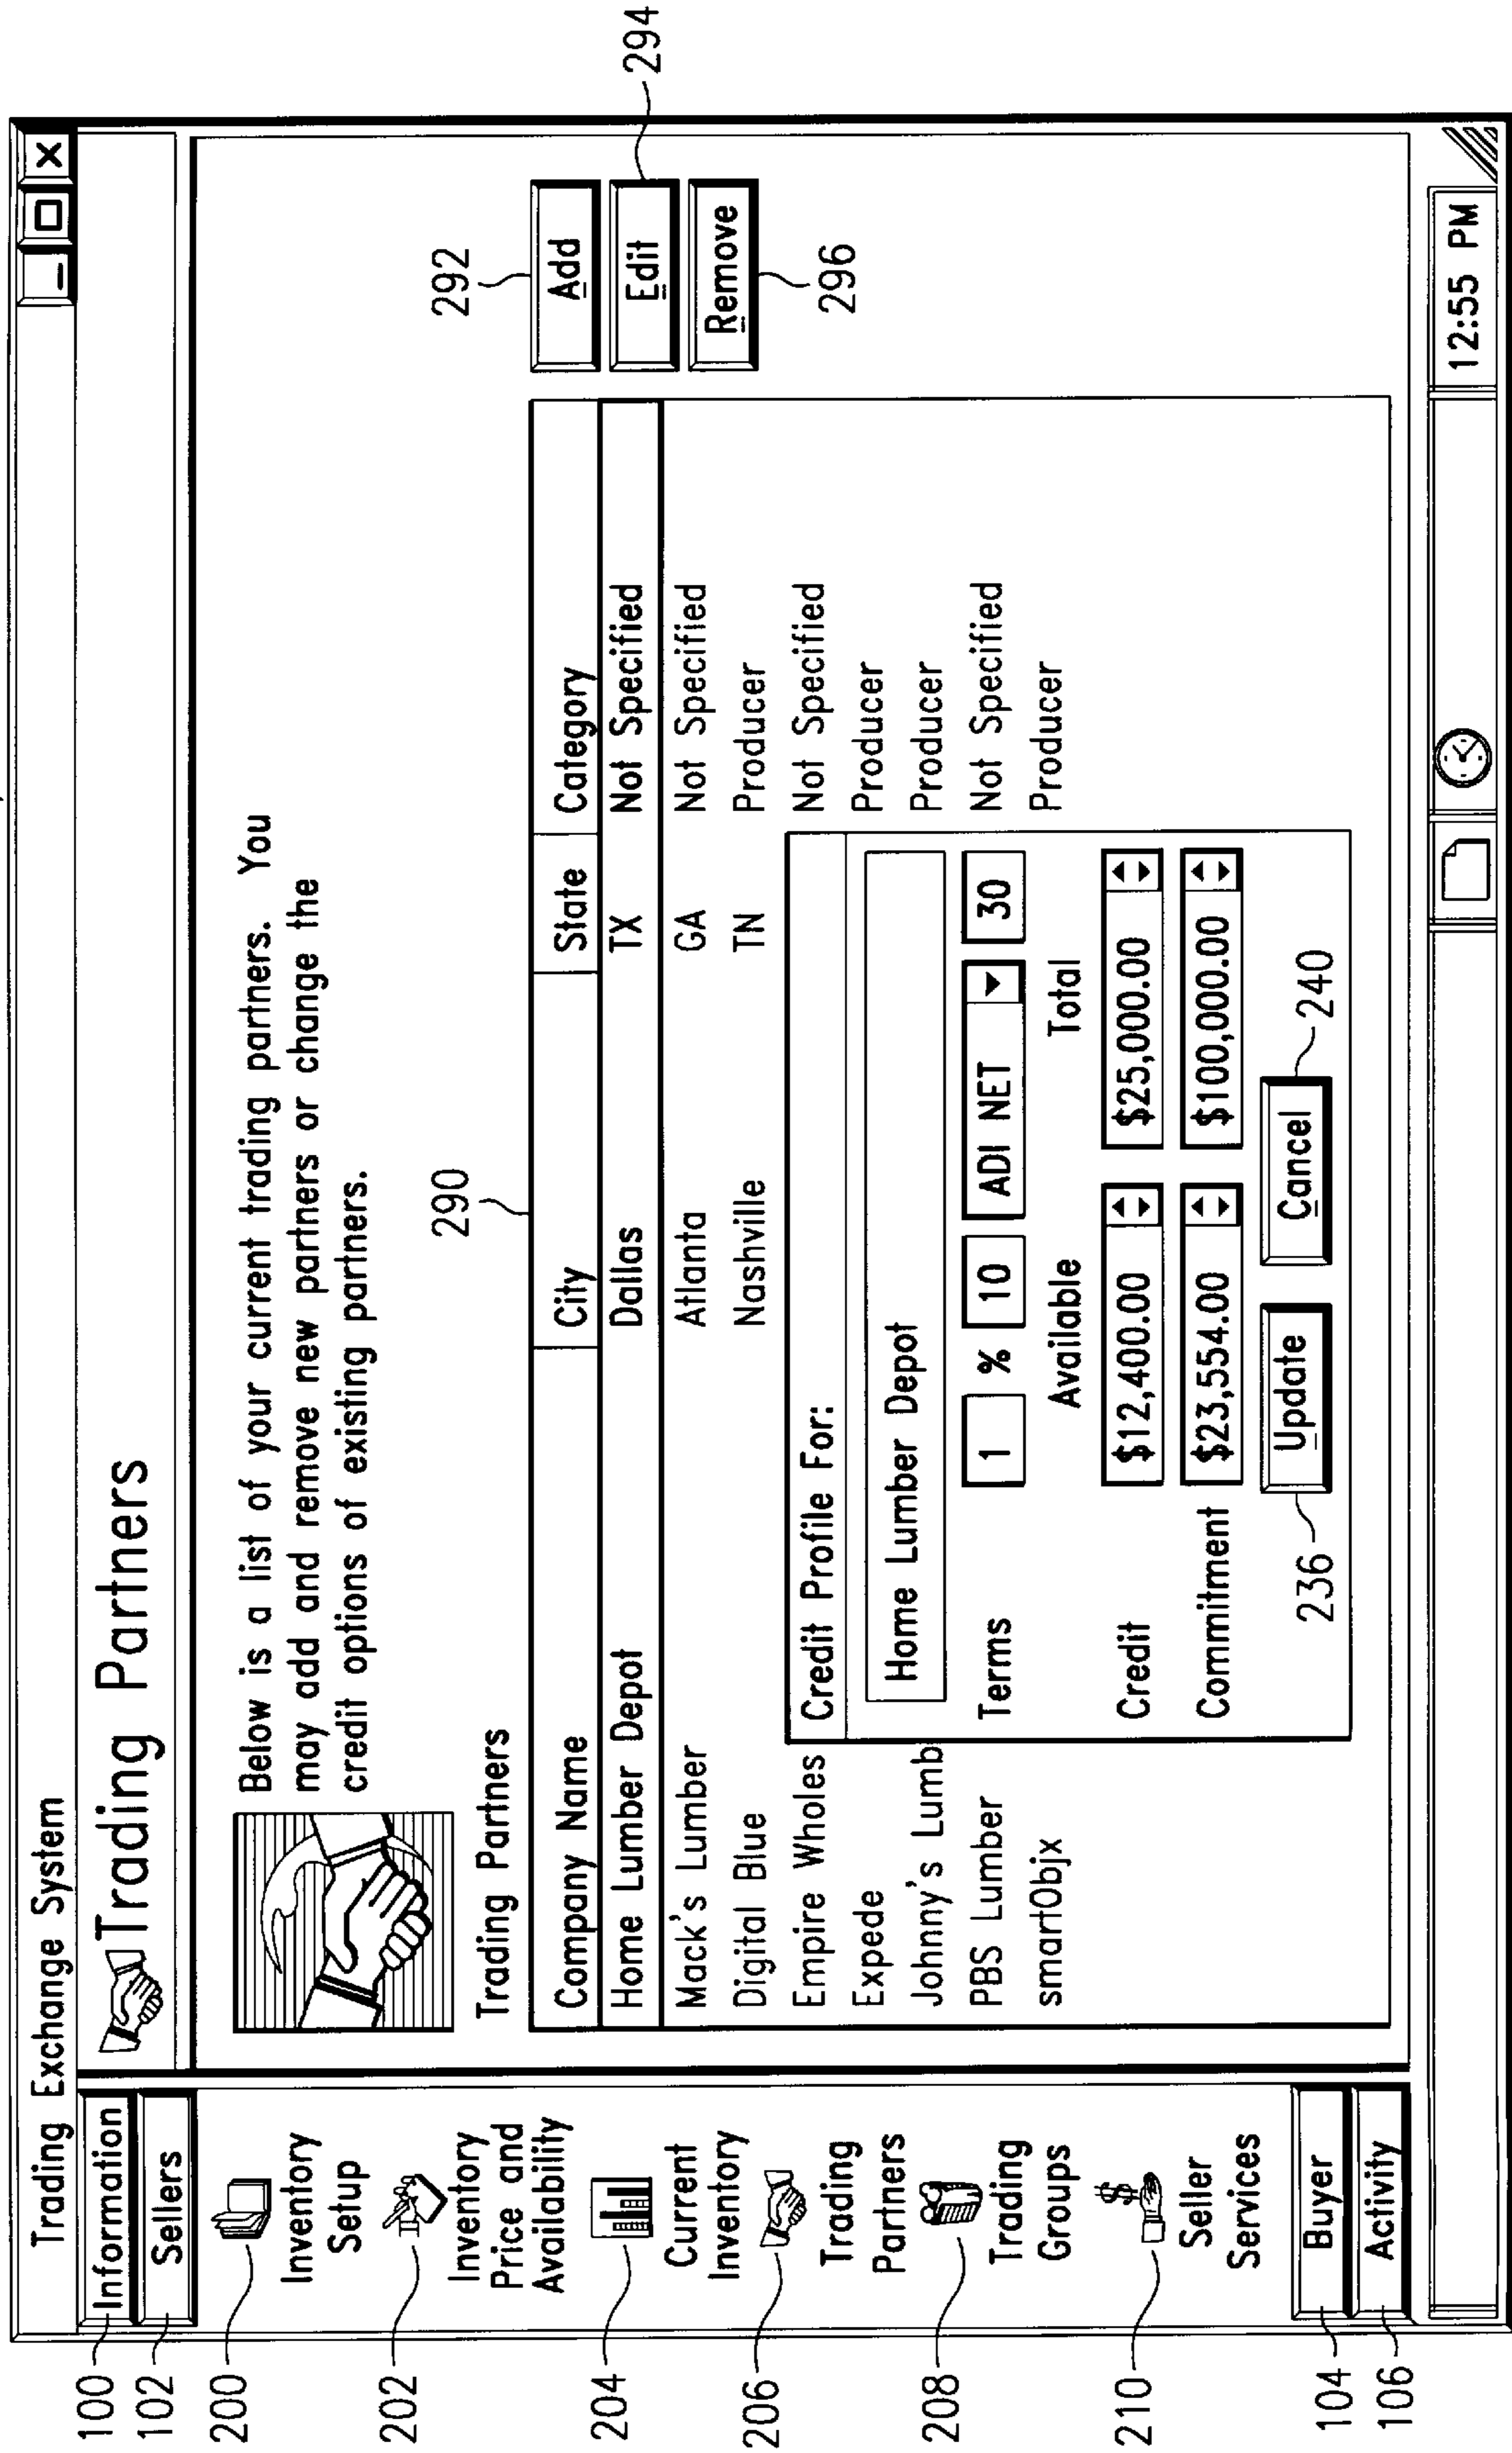 Trading Exchange System
Trading Partners
100
Information
102
Sellers
200
Inventory
Setup
202
Inventory
Price and
Availability
204
Current
Inventory
206
Trading
Partners
208
Trading
Groups
210
Seller
Services
104
Buyer
106
Activity
Below is a list of your current trading partners. You
may add and remove new partners or change the
credit options of existing partners.
290
292
294
296
Add
Edit
Remove
Trading Partners
Company Name City State Category
Home Lumber Depot Dallas TX Not Specified
Mack's Lumber Atlanta GA Not Specified
Digital Blue Nashville TN Producer
Empire Wholes Not Specified
Expede Producer
Johnny's Lumb Producer
PBS Lumber Not Specified
smartObjx Producer
Credit Profile For:
Home Lumber Depot
Terms 1 % 10 ADI NET 30
Available Total
Credit $12,400.00 $25,000.00
Commitment $23,554.00 $100,000.00
236 Update Cancel 240
12:55 PM